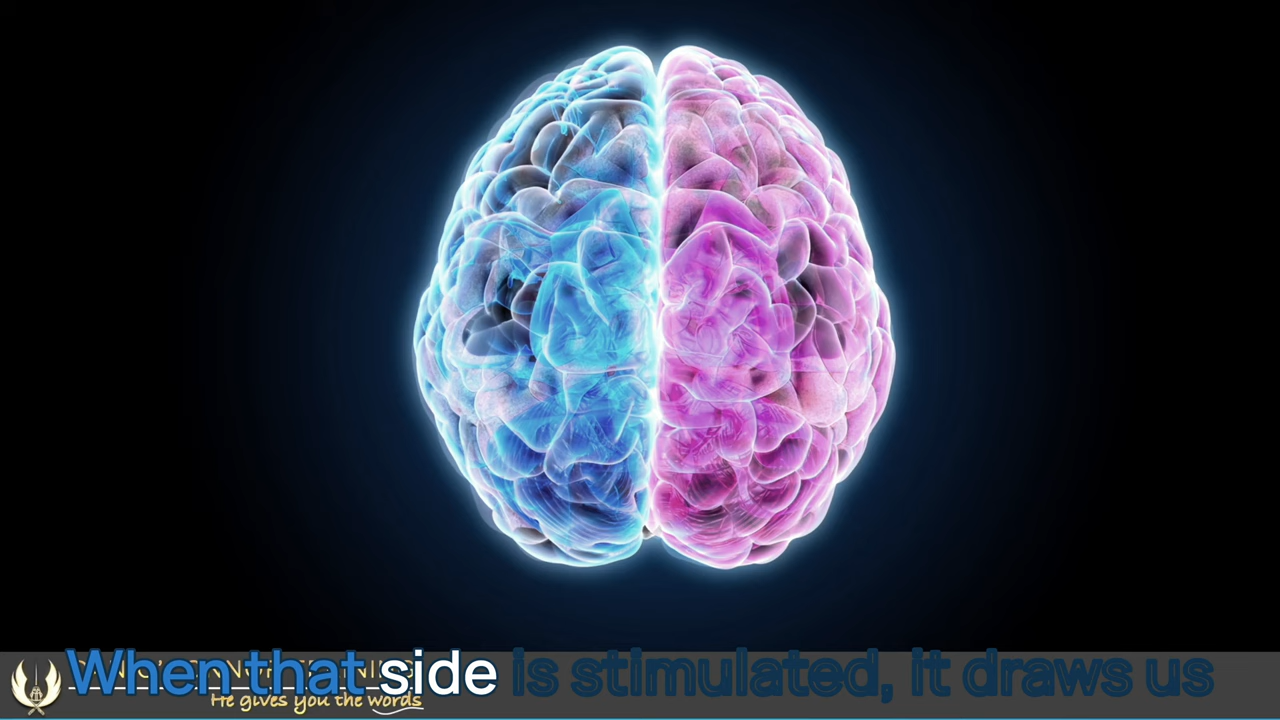 When that side is stimulated, it draws us
He gives you the words